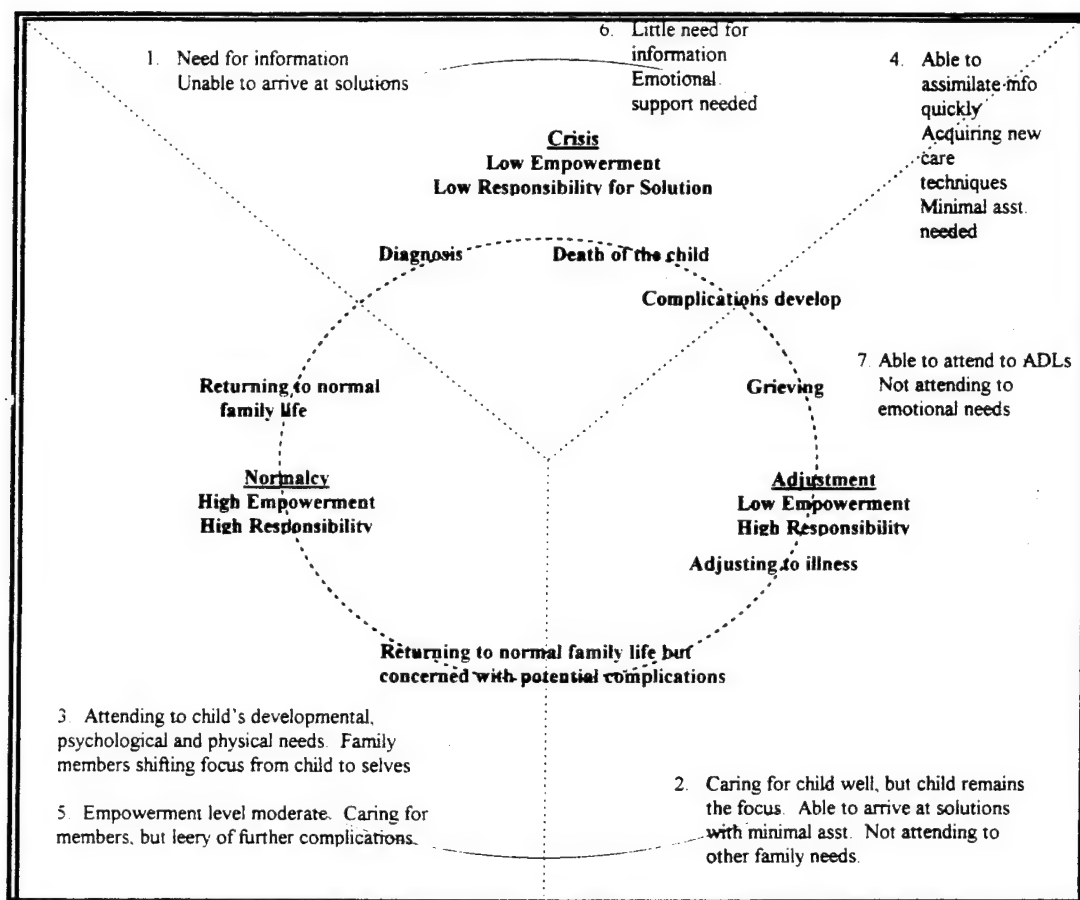 1. Need for information
Unable to arrive at solutions
6. Little need for
information
Emotional
support needed
4. Able to
assimilate info
quickly
Acquiring new
care
techniques
Minimal asst.
needed
Crisis
Low Empowerment
Low Responsibility for Solution
Diagnosis
Death of the child
Complications develop
Returning to normal
family life
Grieving
7. Able to attend to ADLs
Not attending to
emotional needs
Normalcy
High Empowerment
High Responsibility
Adjustment
Low Empowerment
High Responsibility
Adjusting to illness
Returning to normal family life but
concerned with potential complications
3. Attending to child's developmental,
psychological and physical needs. Family
members shifting focus from child to selves
5. Empowerment level moderate. Caring for
members, but leery of further complications.
2. Caring for child well, but child remains
the focus. Able to arrive at solutions
with minimal asst. Not attending to
other family needs.